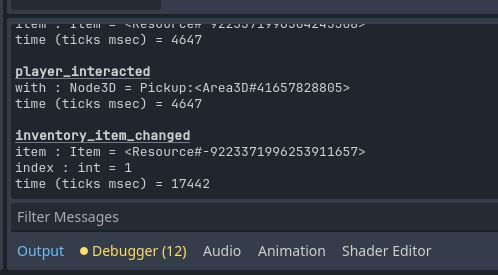 item : Item = <Resource#-9223371996304243308>
time (ticks msec) = 4647
player_interacted
with : Node3D = Pickup:<Area3D#41657828805>
time (ticks msec) = 4647
inventory_item_changed
item : Item = <Resource#-9223371996253911657>
index : int = 1
time (ticks msec) = 17442
Filter Messages
Output Debugger (12) Audio Animation Shader Editor